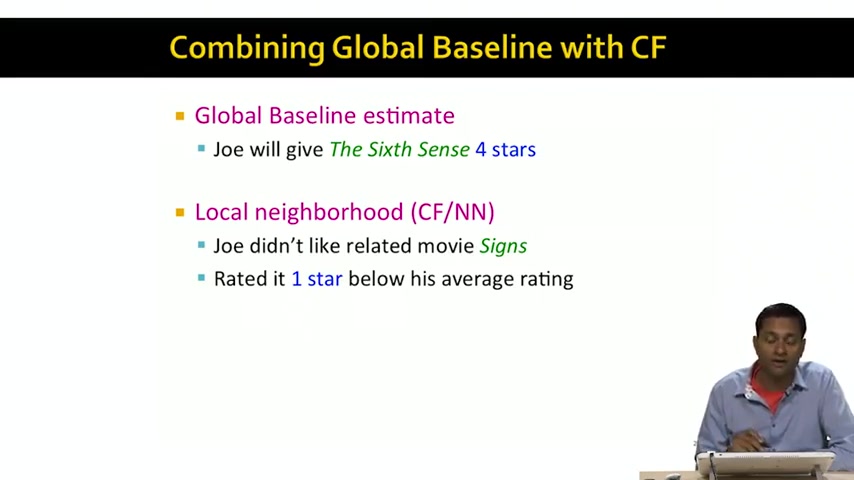 Combining Global Baseline with CF
Global Baseline estimate
Joe will give The Sixth Sense 4 stars
Local neighborhood (CF/NN)
Joe didn’t like related movie Signs
Rated it 1 star below his average rating